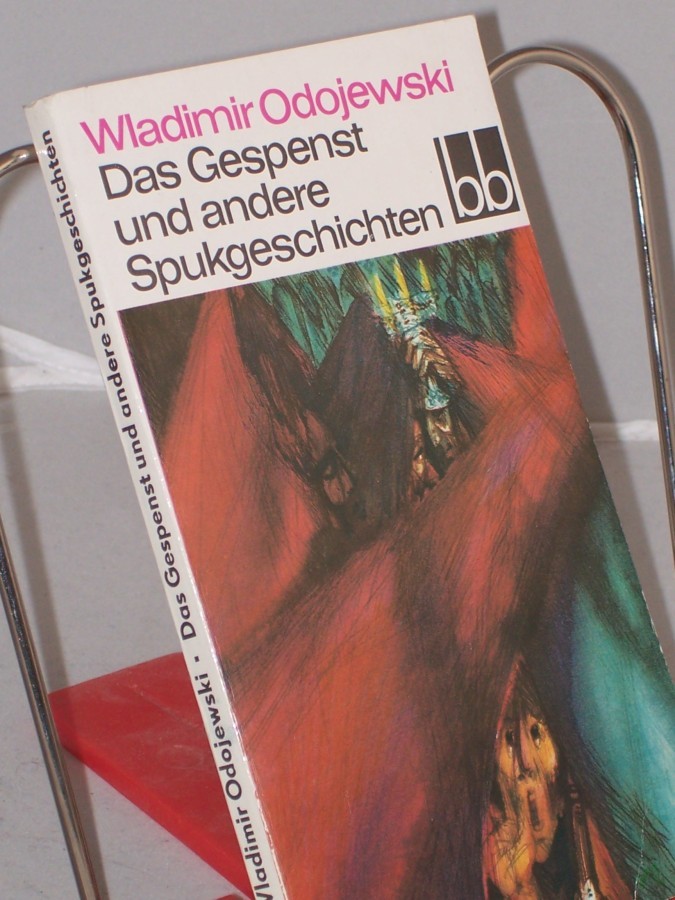 Wladimir Odojewski
Das Gespenst
und andere
Spukgeschichten
bb
Wladimir Odojewski - Das Gespenst und andere Spukgeschichten